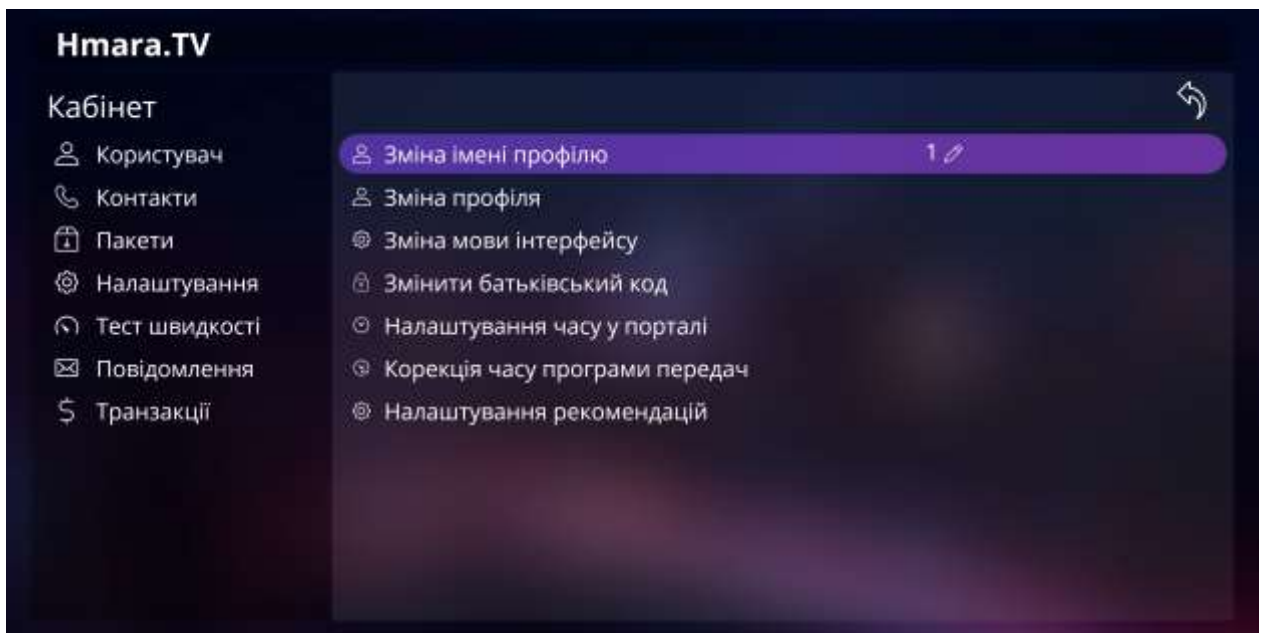 Hmara.TV
Кабінет
Користувач
Контакти
Пакети
Налаштування
Тест швидкості
Повідомлення
Транзакції
Зміна імені профілю 1
Зміна профіля
Зміна мови інтерфейсу
Змінити батьківський код
Налаштування часу у порталі
Корекція часу програми передач
Налаштування рекомендацій